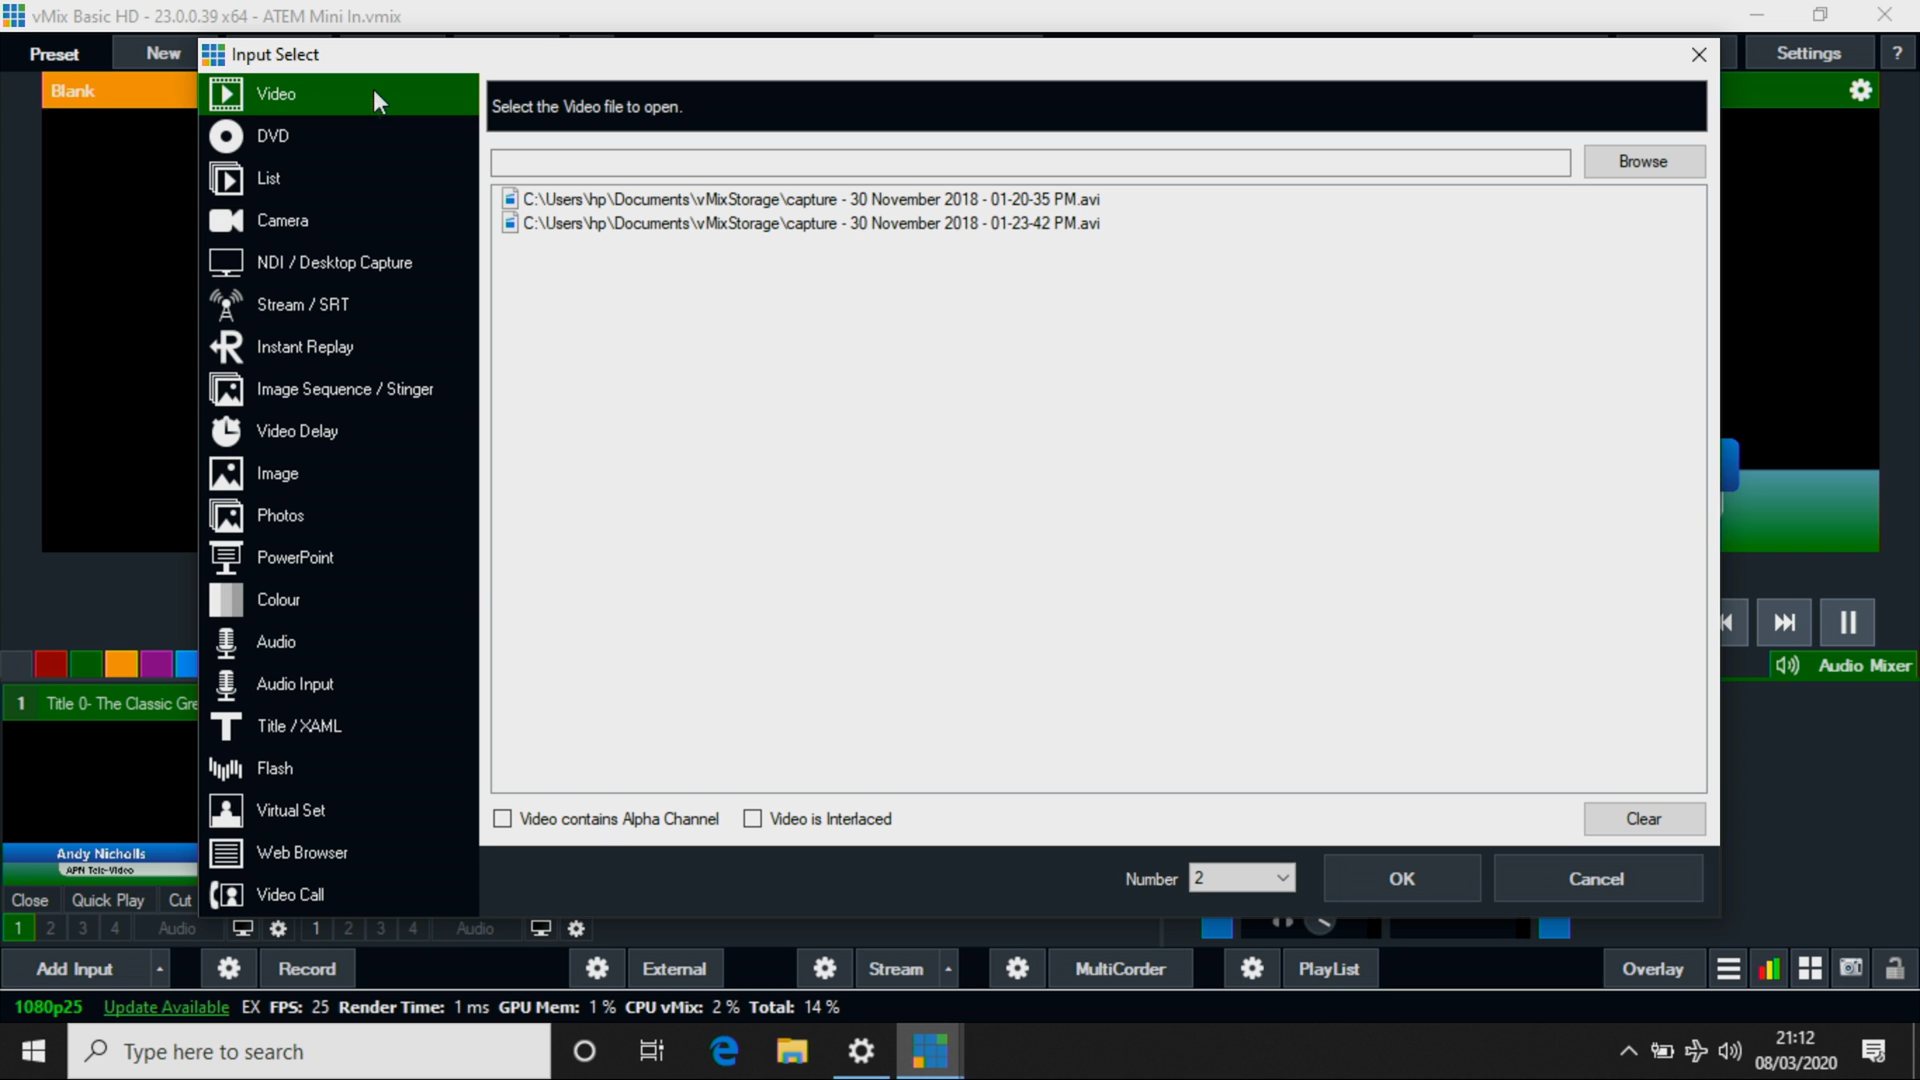 vMix Basic HD - 23.0.0.39 x64 - ATEM Mini In.vmix
Preset
New
Settings
?
Input Select
Blank
Video
DVD
List
Camera
NDI / Desktop Capture
Stream / SRT
Instant Replay
Image Sequence / Stinger
Video Delay
Image
Photos
PowerPoint
Colour
Audio
Audio Input
Title / XAML
Flash
Virtual Set
Web Browser
Video Call
Select the Video file to open.
Browse
C:\Users\hp\Documents\vMixStorage\capture - 30 November 2018 - 01-20-35 PM.avi
C:\Users\hp\Documents\vMixStorage\capture - 30 November 2018 - 01-23-42 PM.avi
Video contains Alpha Channel
Video is Interlaced
Clear
Number 2
OK
Cancel
Audio Mixer
1 Title 0- The Classic Gre
Andy Nicholls
APN Tele-Video
Close Quick Play Cut
1 2 3 4 Audio 1 2 3 4 Audio
Add Input Record External Stream MultiCorder PlayList Overlay
1080p25 Update Available EX FPS: 25 Render Time: 1 ms GPU Mem: 1 % CPU vMix: 2 % Total: 14 %
Type here to search
21:12
08/03/2020